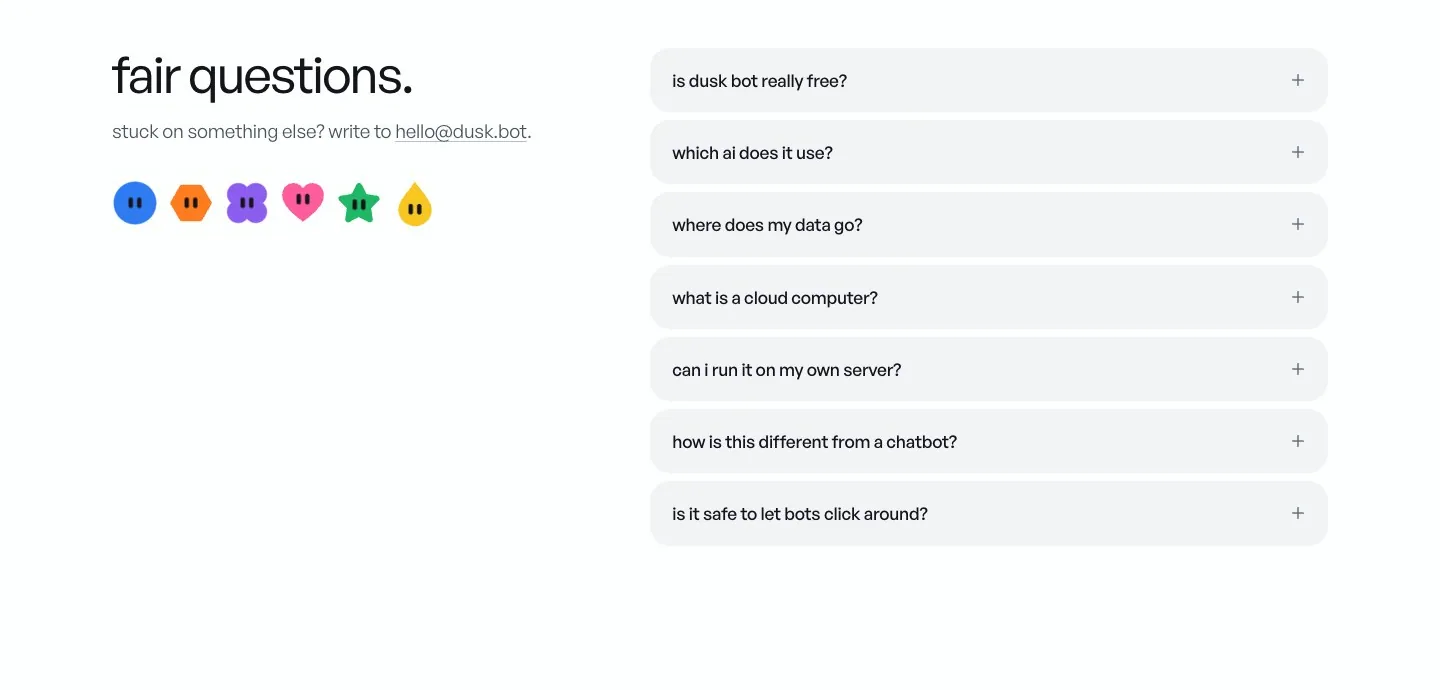 fair questions.
stuck on something else? write to hello@dusk.bot.
is dusk bot really free?
which ai does it use?
where does my data go?
what is a cloud computer?
can i run it on my own server?
how is this different from a chatbot?
is it safe to let bots click around?